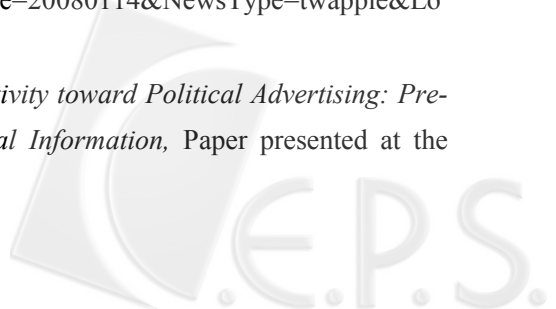 e=20080114&NewsType=twapple&Lo
ivity toward Political Advertising: Pre-
al Information, Paper presented at the
C.E.P.S.